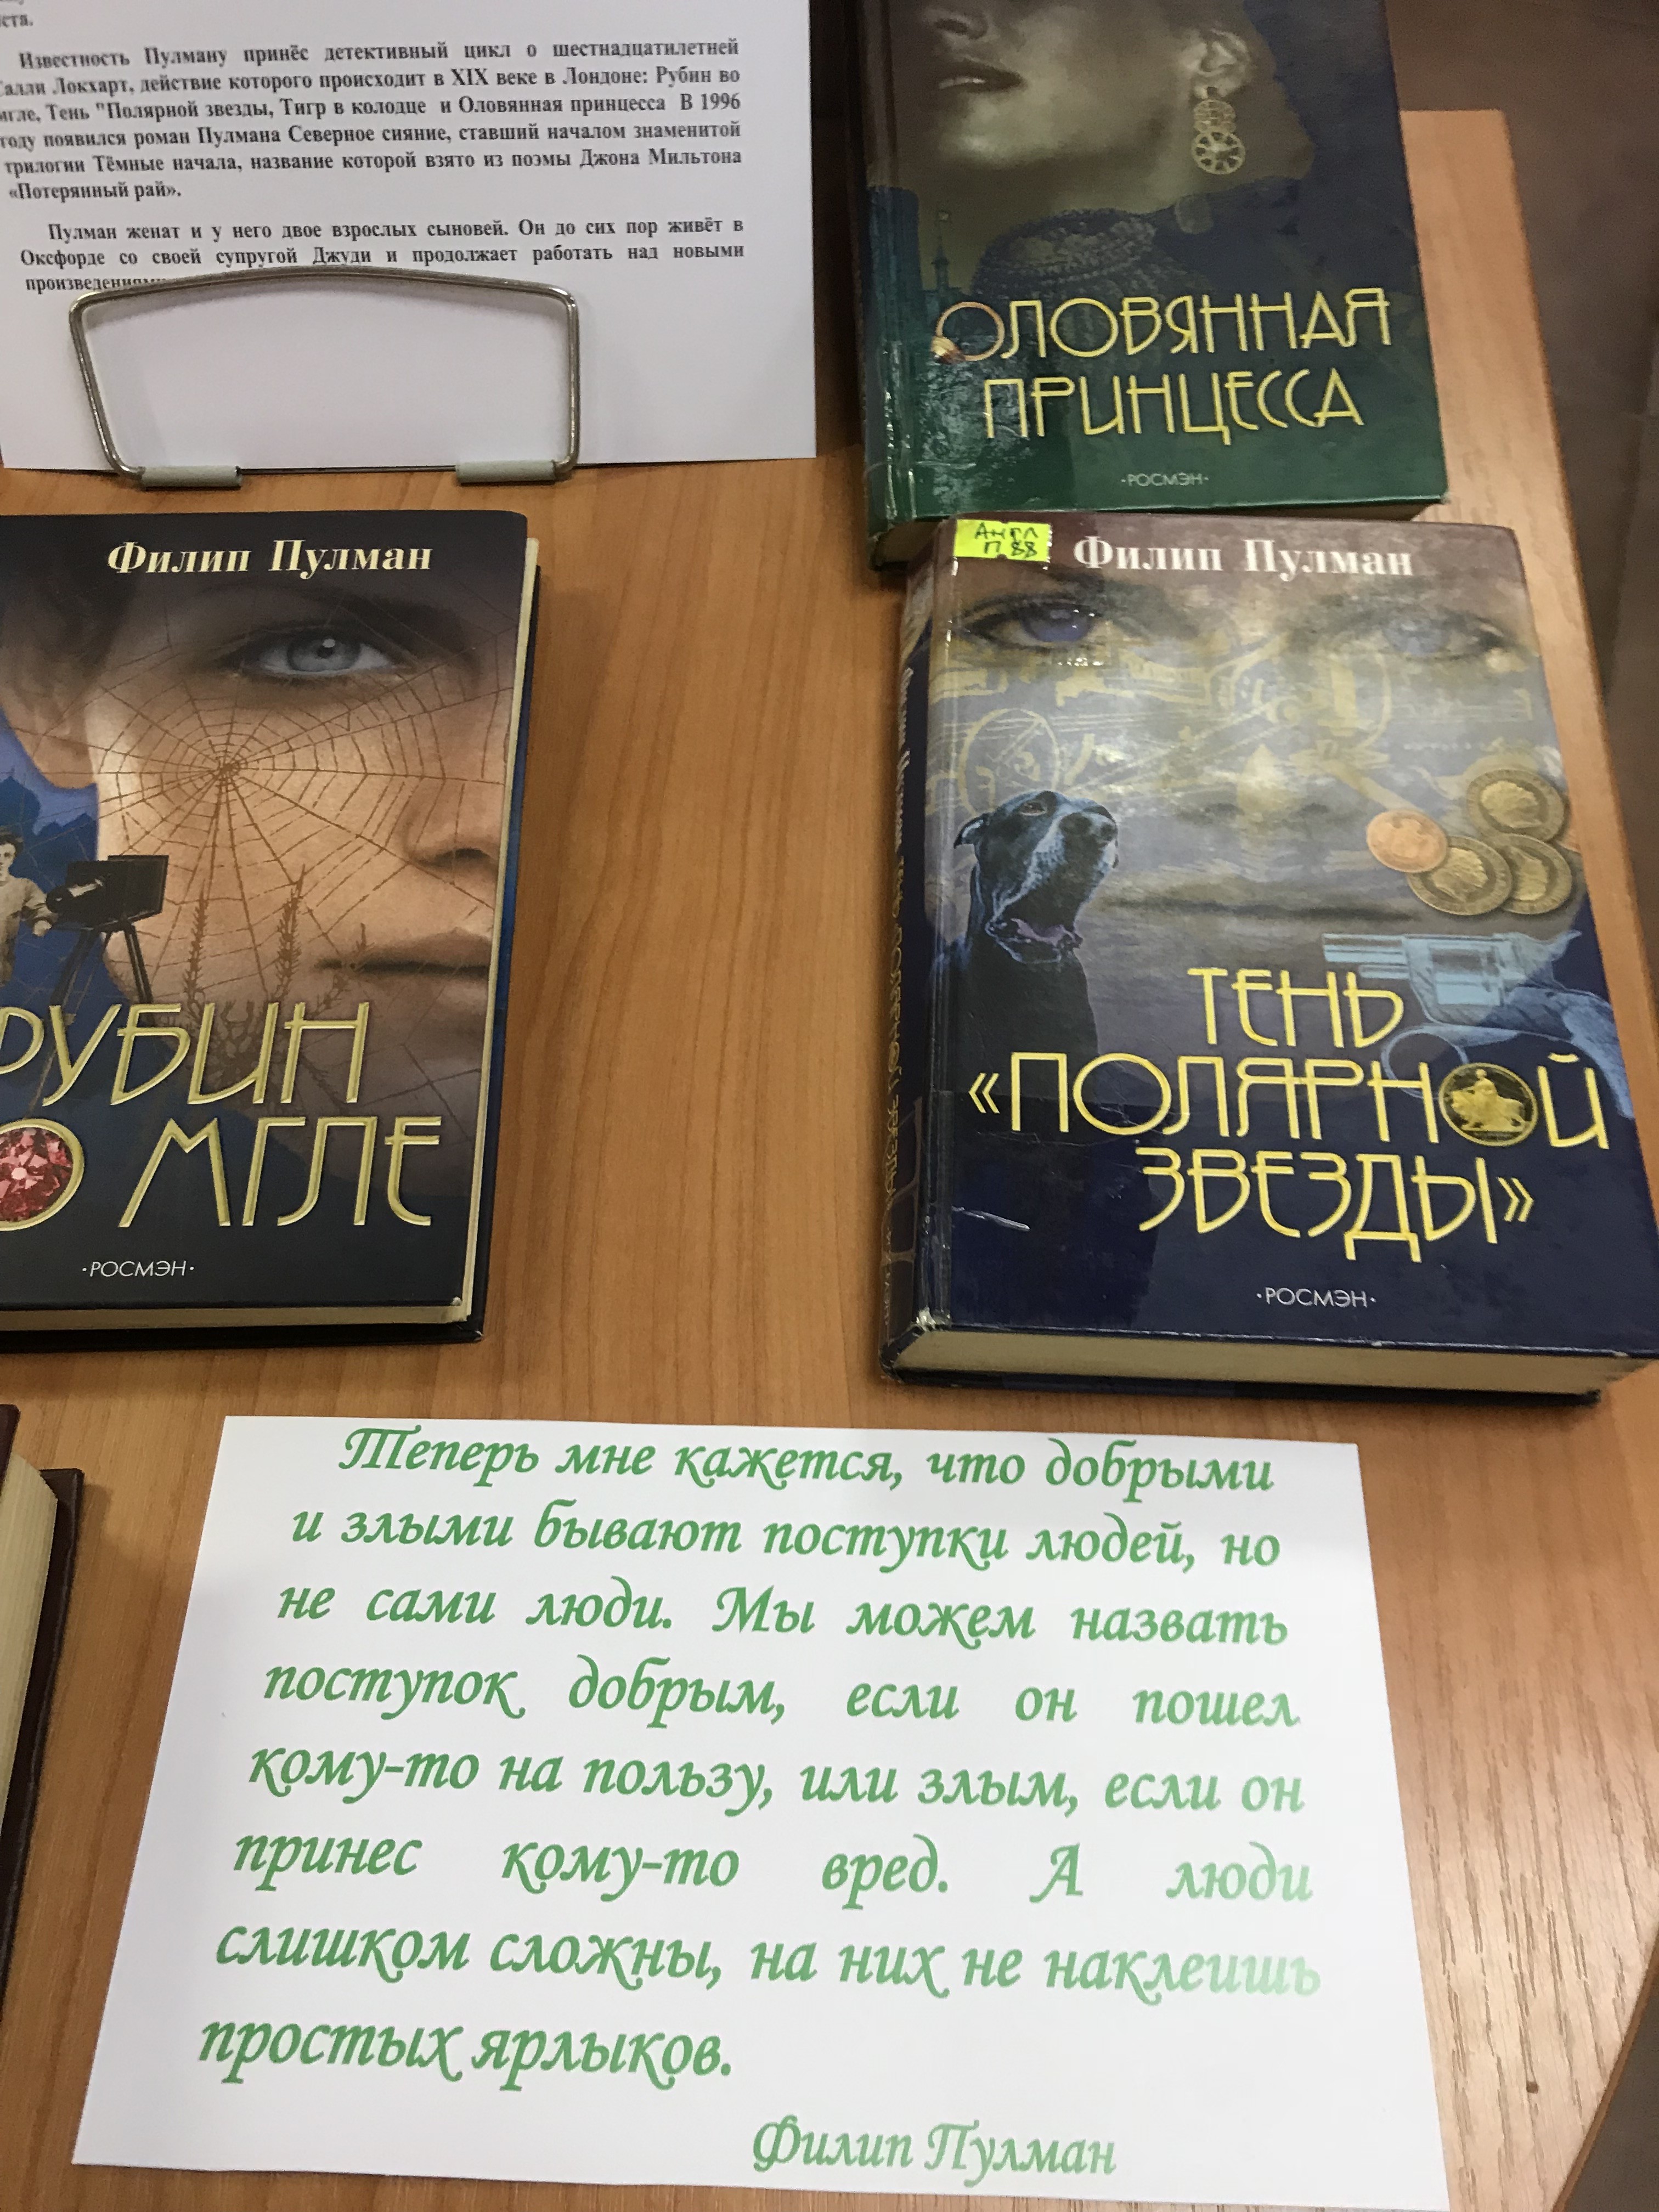 ста.
Известность Пулману принёс детективный цикл о шестнадцатилетней
Салли Локхарт, действие которого происходит в XIX веке в Лондоне: Рубин во
мгле, Тень "Полярной звезды, Тигр в колодце и Оловянная принцесса В 1996
году появился роман Пулмана Северное сияние, ставший началом знаменитой
трилогии Тёмные начала, название которой взято из поэмы Джона Мильтона
«Потерянный рай».
Пулман женат и у него двое взрослых сыновей. Он до сих пор живёт в
Оксфорде со своей супругой Джуди и продолжает работать над новыми
произведениями
ОЛОВЯННАЯ
ПРИНЦЕССА
·РОСМЭН·
Филип Пулман
РУБИН
О МГЛЕ
·РОСМЭН·
Англ
П 88
Филип Пулман
ТЕНЬ
«ПОЛЯРНОЙ
ЗВЕЗДЫ»
·РОСМЭН·
Теперь мне кажется, что добрыми
и злыми бывают поступки людей, но
не сами люди. Мы можем назвать
поступок добрым, если он пошел
кому-то на пользу, или злым, если он
принес кому-то вред. А люди
слишком сложны, на них не наклеишь
простых ярлыков.
Филип Пулман